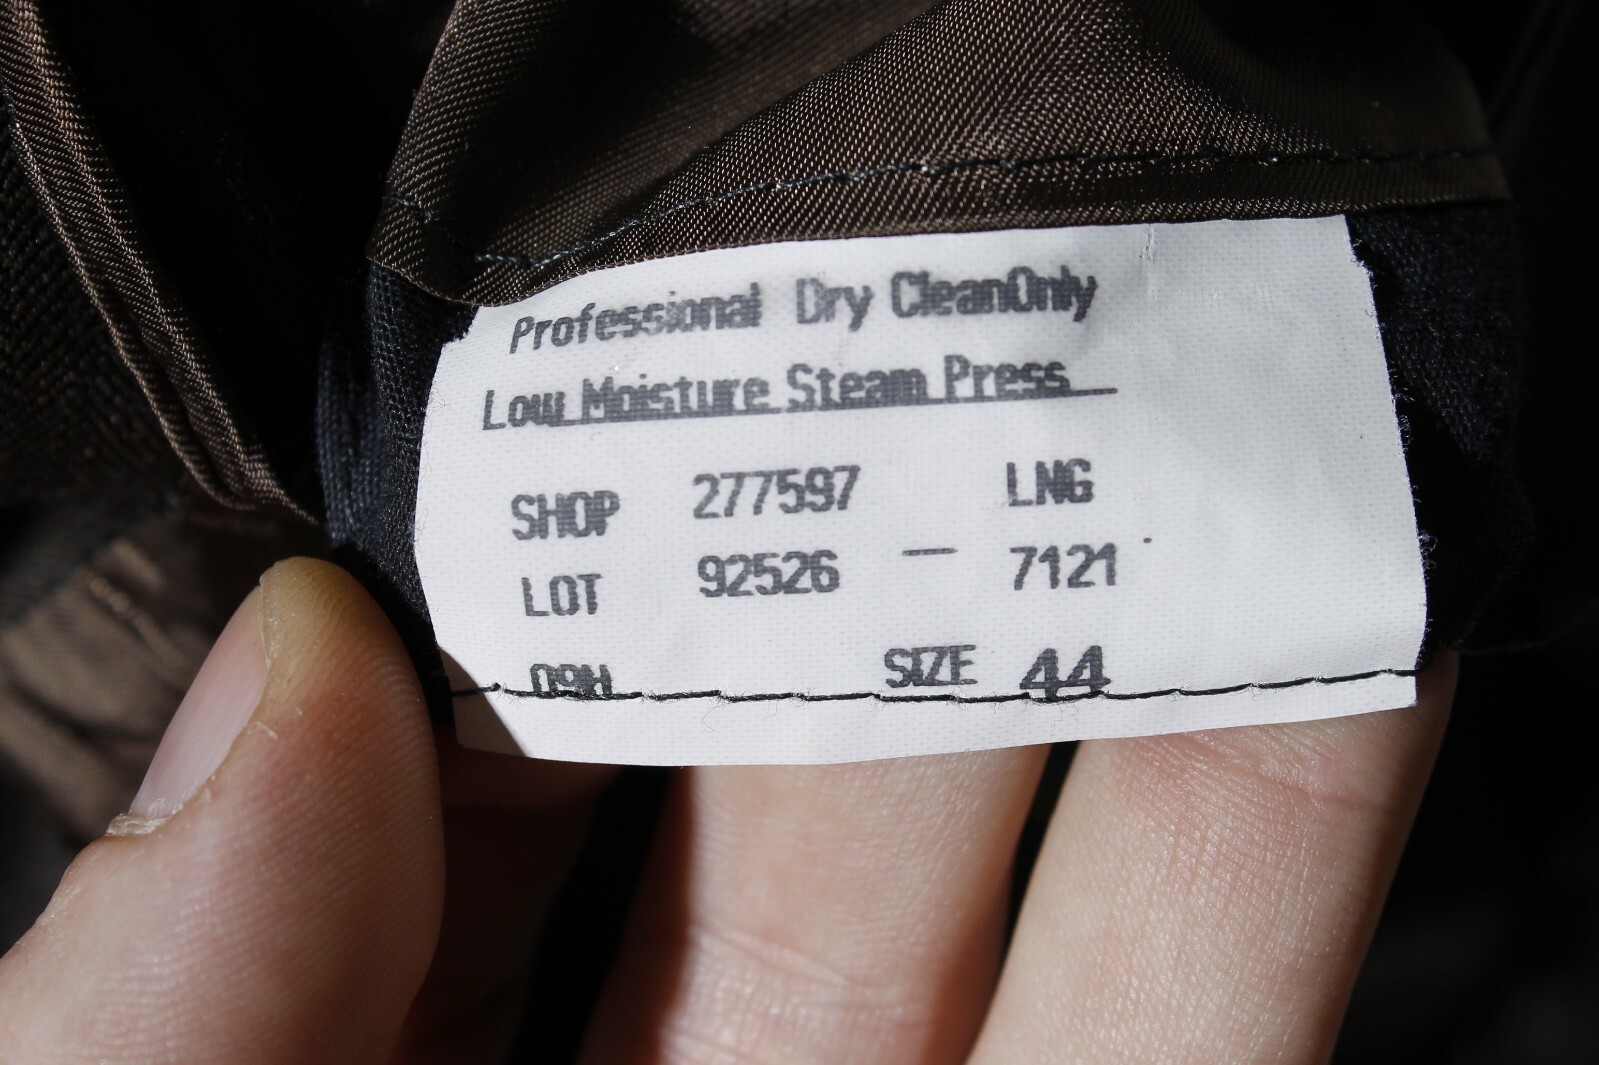 Professional Dry CleanOnly
Low Moisture Steam Press
SHOP 277597 LNG
LOT 92526 — 7121
SIZE 44